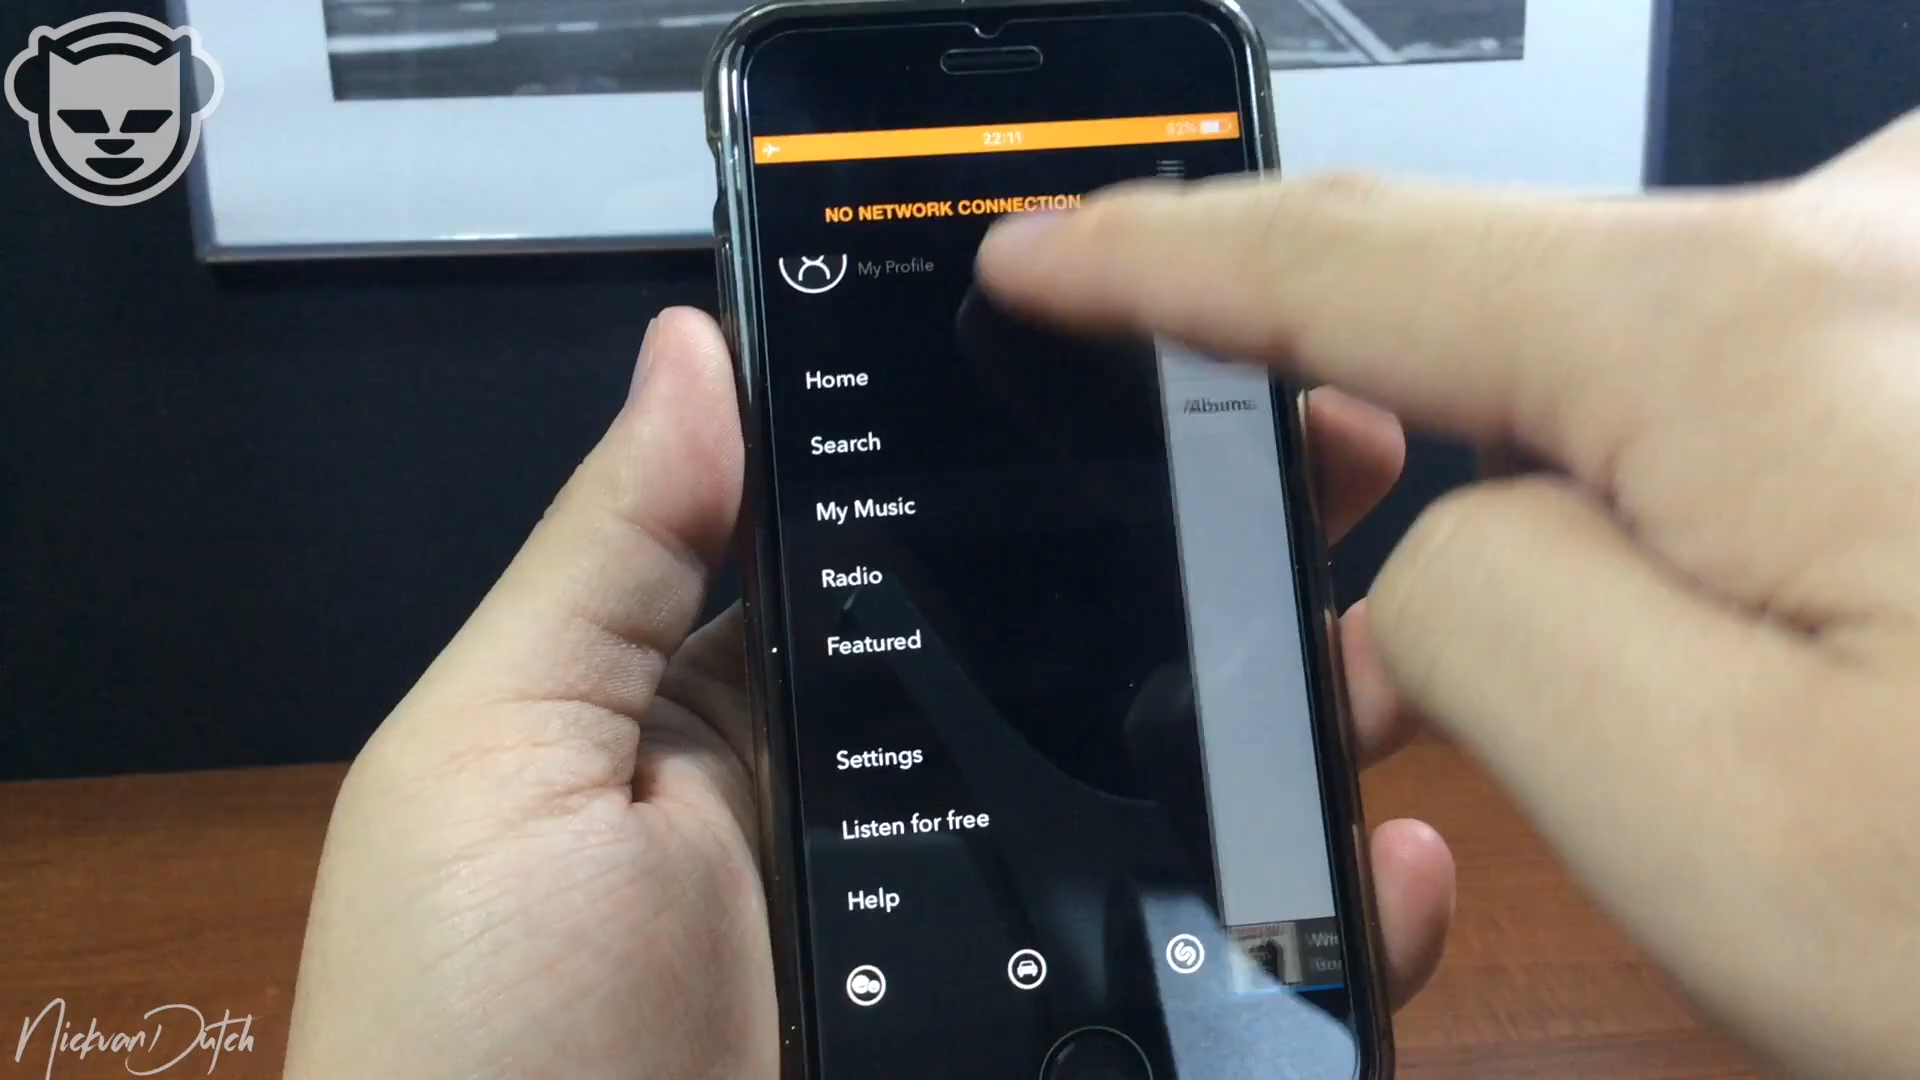 22:11
82%
NO NETWORK CONNECTION
My Profile
Home
Search
My Music
Albums
Radio
Featured
Settings
Listen for free
Help
NickvanDutch